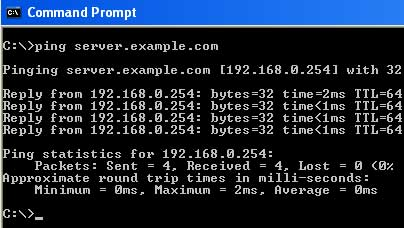 C:\ Command Prompt
C:\>ping server.example.com
Pinging server.example.com [192.168.0.254] with 32
Reply from 192.168.0.254: bytes=32 time=2ms TTL=64
Reply from 192.168.0.254: bytes=32 time<1ms TTL=64
Reply from 192.168.0.254: bytes=32 time<1ms TTL=64
Reply from 192.168.0.254: bytes=32 time<1ms TTL=64
Ping statistics for 192.168.0.254:
Packets: Sent = 4, Received = 4, Lost = 0 (0%
Approximate round trip times in milli-seconds:
Minimum = 0ms, Maximum = 2ms, Average = 0ms
C:\>_